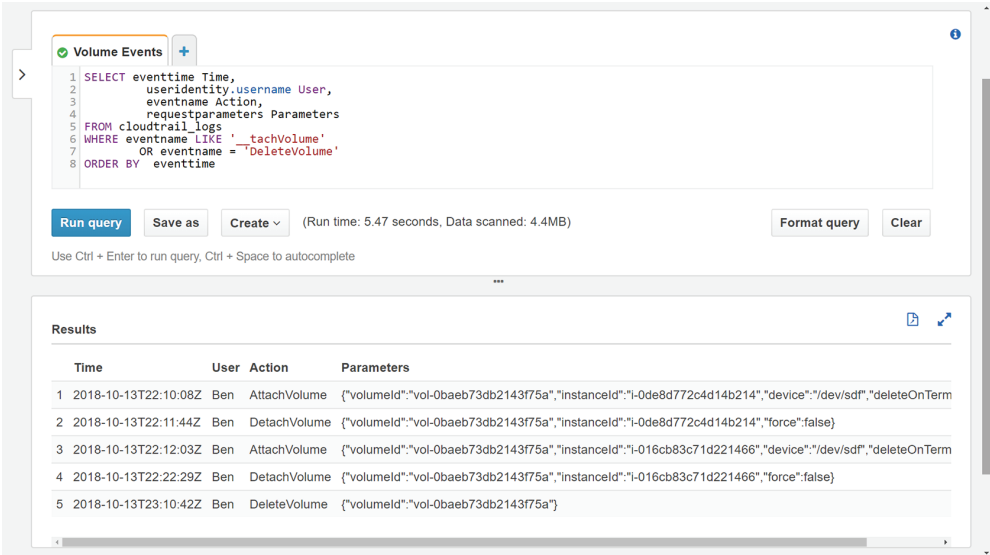 Volume Events
1 SELECT eventtime Time,
2 useridentity.username User,
3 eventname Action,
4 requestparameters Parameters
5 FROM cloudtrail_logs
6 WHERE eventname LIKE '__tachVolume'
7 OR eventname = 'DeleteVolume'
8 ORDER BY eventtime
Run query Save as Create (Run time: 5.47 seconds, Data scanned: 4.4MB) Format query Clear
Use Ctrl + Enter to run query, Ctrl + Space to autocomplete
Results
Time User Action Parameters
1 2018-10-13T22:10:08Z Ben AttachVolume {"volumeId":"vol-0baeb73db2143f75a","instanceId":"i-0de8d772c4d14b214","device":"/dev/sdf","deleteOnTerm
2 2018-10-13T22:11:44Z Ben DetachVolume {"volumeId":"vol-0baeb73db2143f75a","instanceId":"i-0de8d772c4d14b214","force":false}
3 2018-10-13T22:12:03Z Ben AttachVolume {"volumeId":"vol-0baeb73db2143f75a","instanceId":"i-016cb83c71d221466","device":"/dev/sdf","deleteOnTerm
4 2018-10-13T22:22:29Z Ben DetachVolume {"volumeId":"vol-0baeb73db2143f75a","instanceId":"i-016cb83c71d221466","force":false}
5 2018-10-13T23:10:42Z Ben DeleteVolume {"volumeId":"vol-0baeb73db2143f75a"}